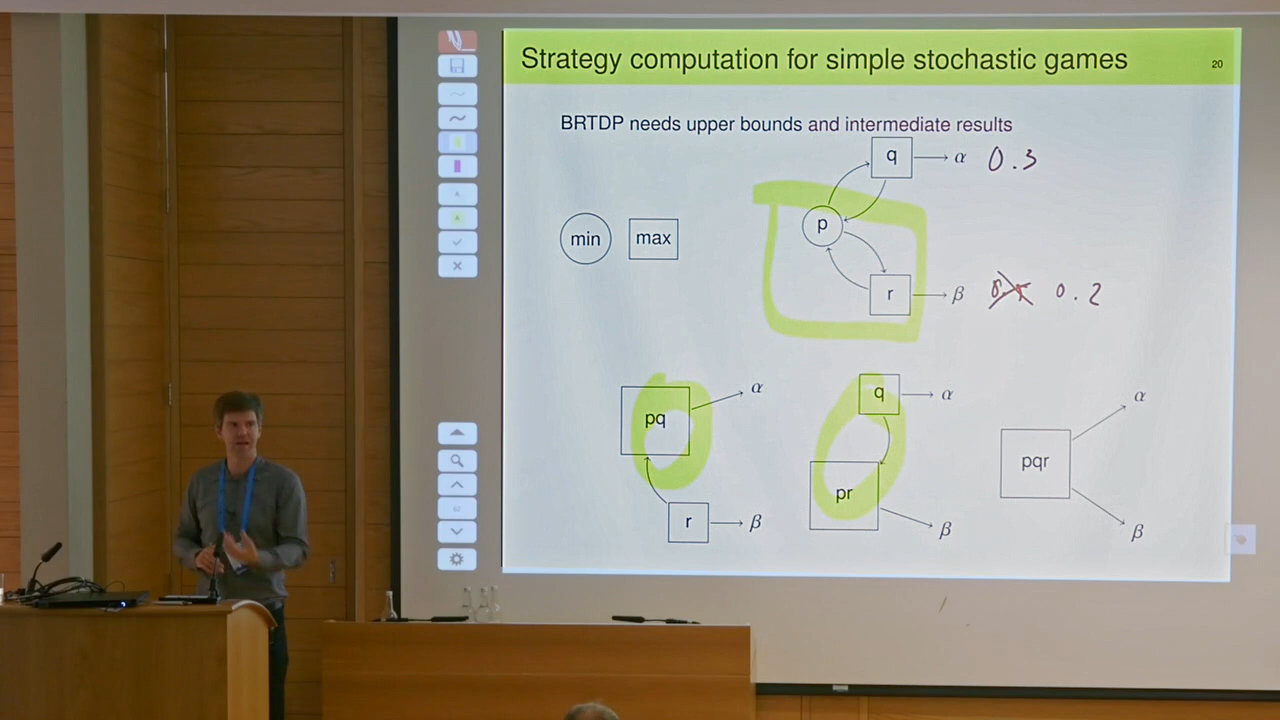 Strategy computation for simple stochastic games
20
BRTDP needs upper bounds and intermediate results
q α 0.3
min max p
r β 0.2
pq α
q α
α
pqr
pr
r β
β
β